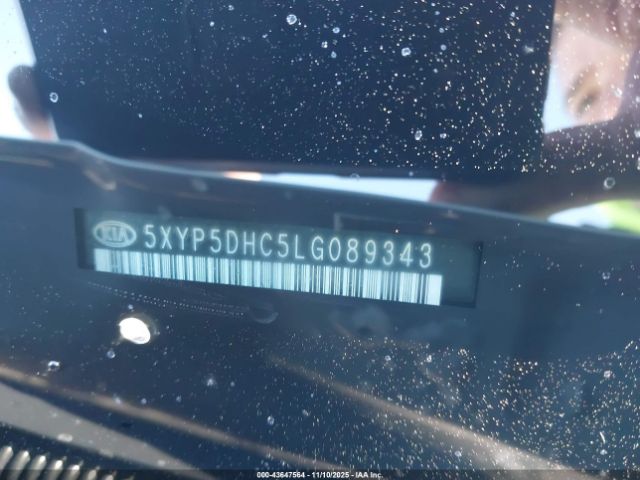 KIA 5XYP5DHC5LG089343
000-43647564 - 11/10/2025 - IAA Inc.